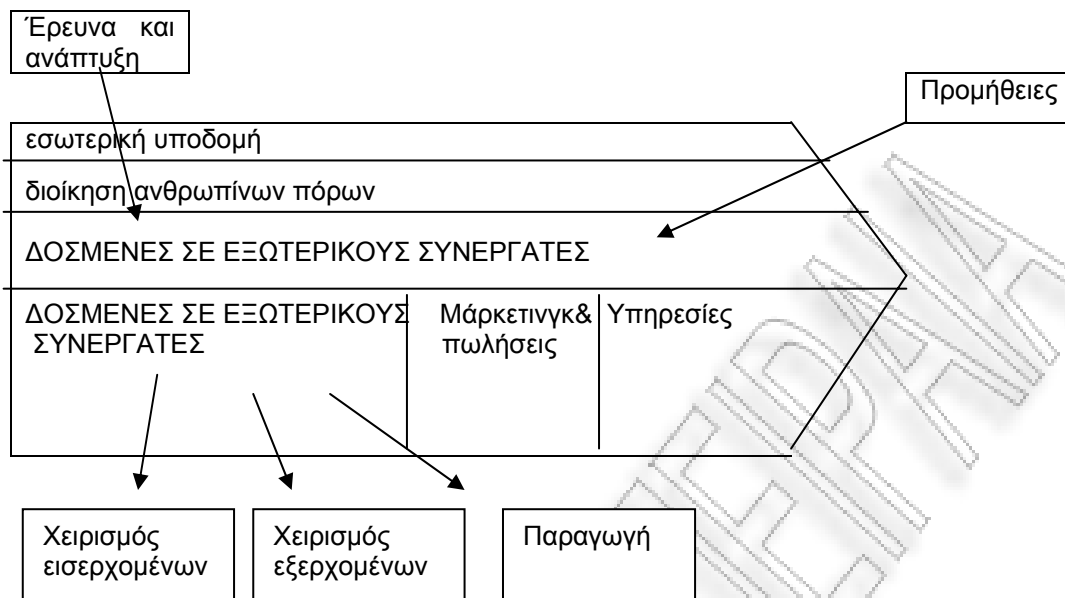 Έρευνα και
ανάπτυξη
Προμήθειες
εσωτερική υποδομή
διοίκηση ανθρωπίνων πόρων
ΔΟΣΜΕΝΕΣ ΣΕ ΕΞΩΤΕΡΙΚΟΥΣ ΣΥΝΕΡΓΑΤΕΣ
ΔΟΣΜΕΝΕΣ ΣΕ ΕΞΩΤΕΡΙΚΟΥΣ
ΣΥΝΕΡΓΑΤΕΣ
Μάρκετινγκ&
πωλήσεις
Υπηρεσίες
Χειρισμός
εισερχομένων
Χειρισμός
εξερχομένων
Παραγωγή